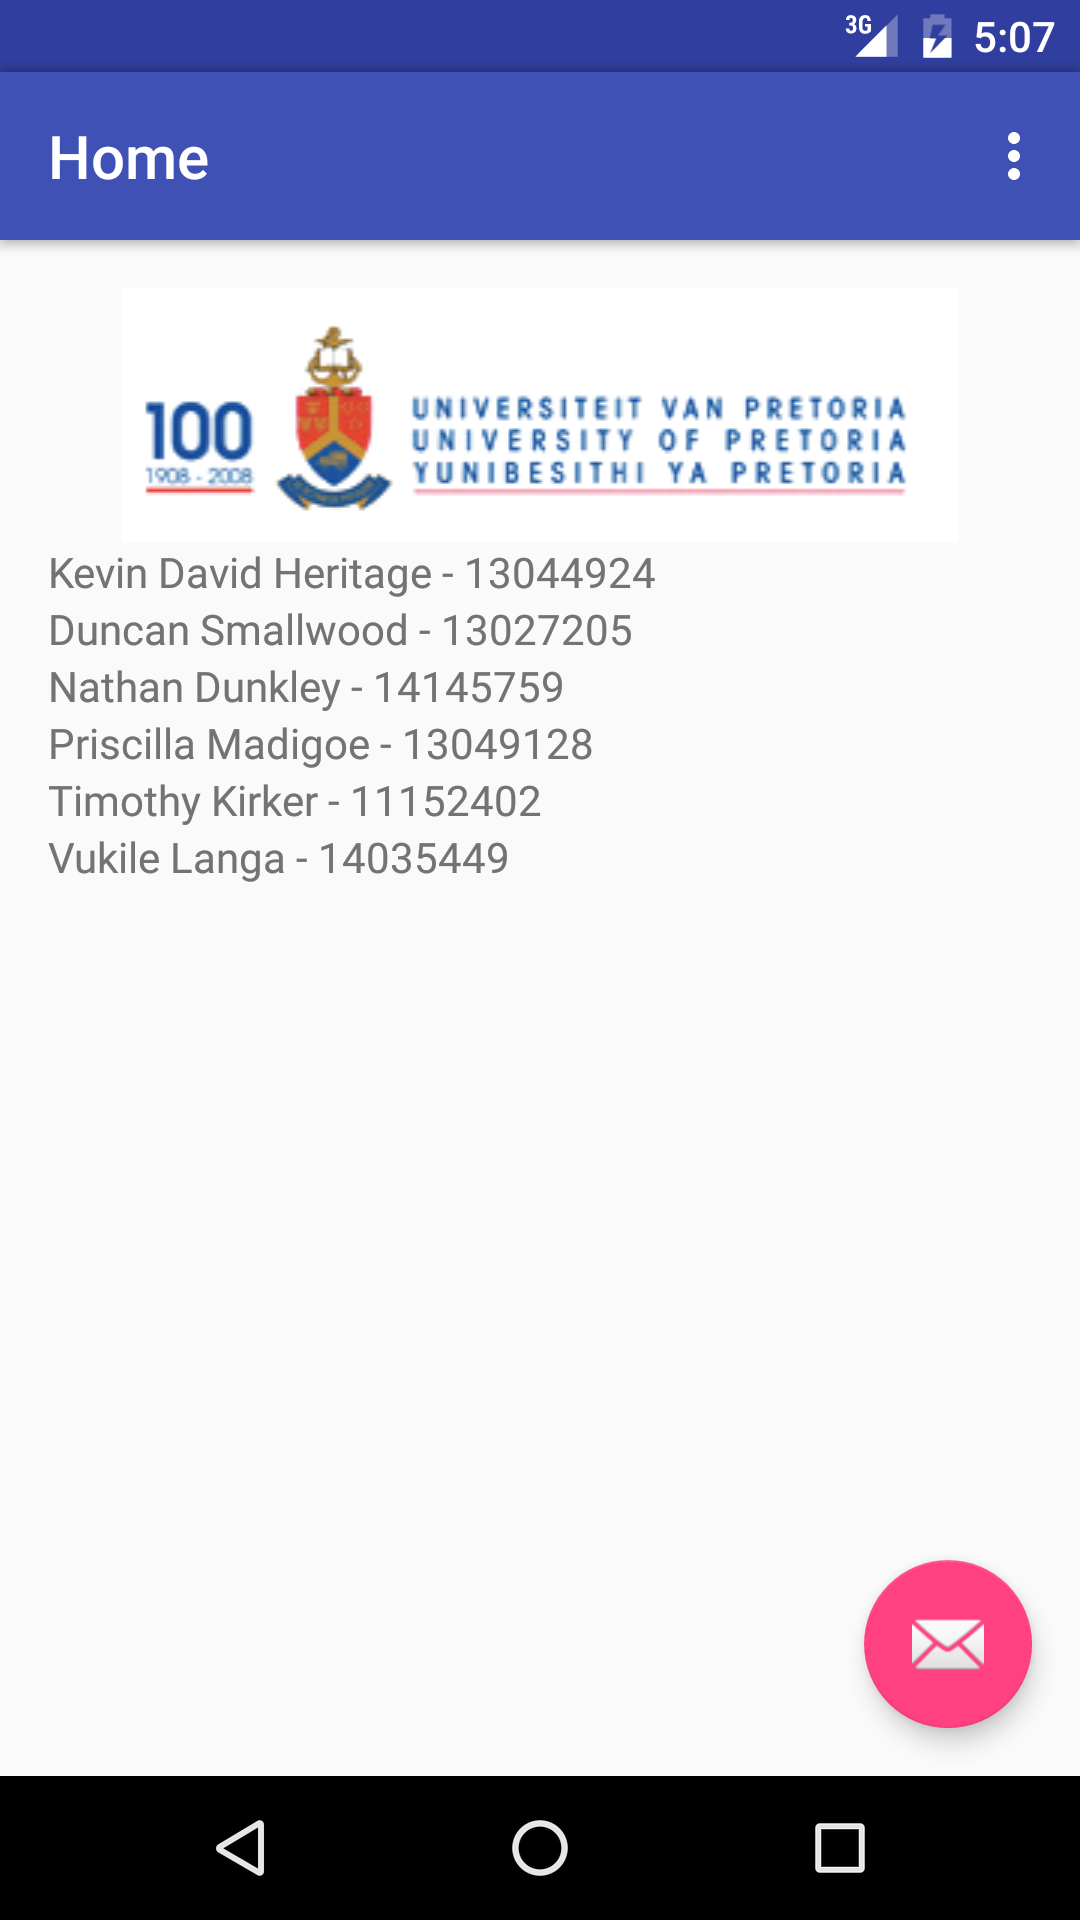 3G 5:07
Home
100
1908 - 2008
UNIVERSITEIT VAN PRETORIA
UNIVERSITY OF PRETORIA
YUNIBESITHI YA PRETORIA
Kevin David Heritage - 13044924
Duncan Smallwood - 13027205
Nathan Dunkley - 14145759
Priscilla Madigoe - 13049128
Timothy Kirker - 11152402
Vukile Langa - 14035449